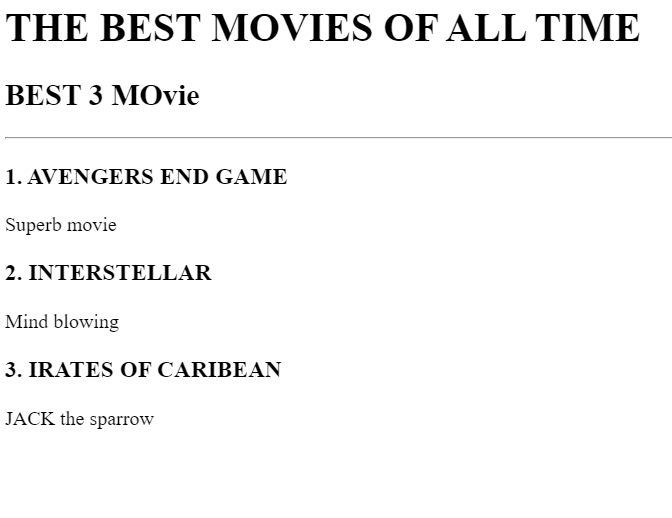 THE BEST MOVIES OF ALL TIME
BEST 3 MOvie
1. AVENGERS END GAME
Superb movie
2. INTERSTELLAR
Mind blowing
3. IRATES OF CARIBEAN
JACK the sparrow